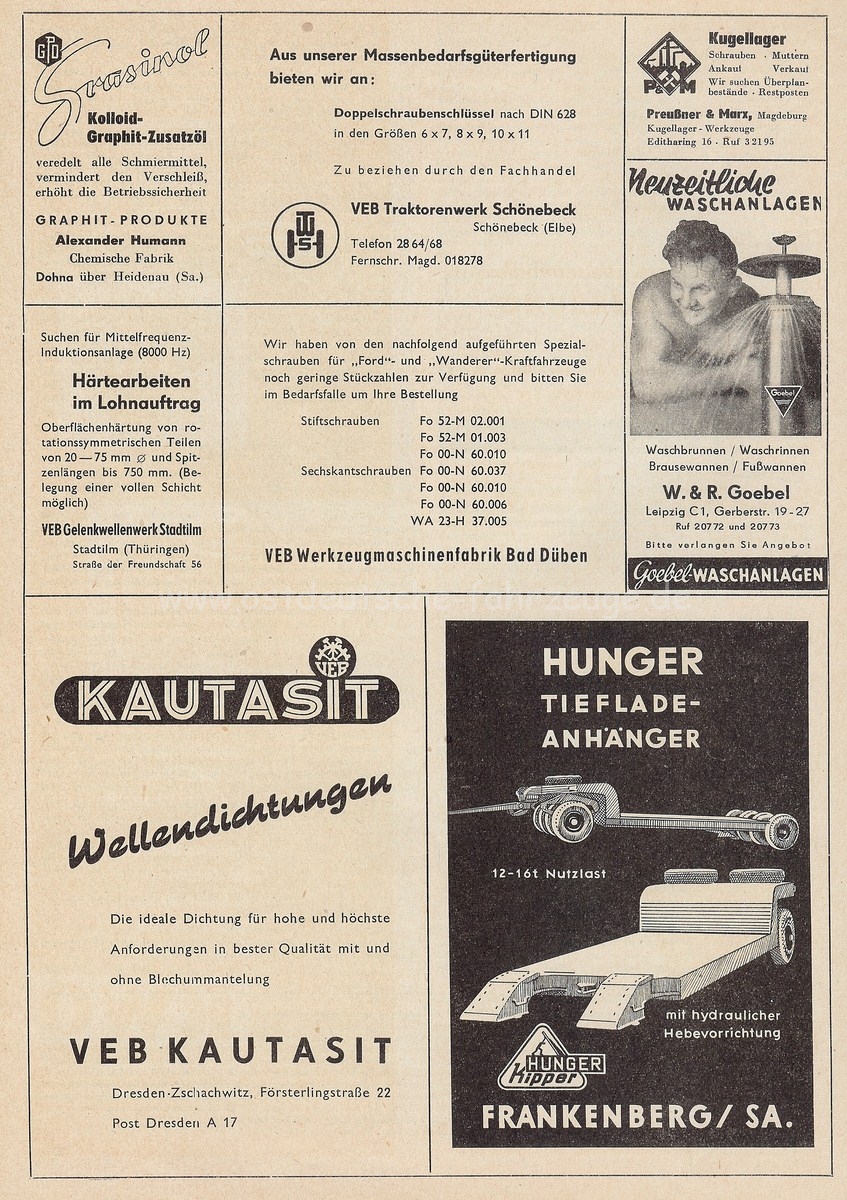 GPD
Grasinol
Kolloid-
Graphit-Zusatzöl
veredelt alle Schmiermittel,
vermindert den Verschleiß,
erhöht die Betriebssicherheit
GRAPHIT-PRODUKTE
Alexander Humann
Chemische Fabrik
Dohna über Heidenau (Sa.)
Aus unserer Massenbedarfsgüterfertigung
bieten wir an:
Doppelschraubenschlüssel nach DIN 628
in den Größen 6 x 7, 8 x 9, 10 x 11
Zu beziehen durch den Fachhandel
VEB Traktorenwerk Schönebeck
Schönebeck (Elbe)
Telefon 28 64/68
Fernschr. Magd. 018278
P & M
Kugellager
Schrauben · Muttern
Ankauf Verkauf
Wir suchen Überplan-
bestände · Restposten
Preußner & Marx, Magdeburg
Kugellager - Werkzeuge
Editharing 16 · Ruf 3 21 95
Neuzeitliche
WASCHANLAGEN
Goebel
Waschbrunnen / Waschrinnen
Brausewannen / Fußwannen
W. & R. Goebel
Leipzig C 1, Gerberstr. 19-27
Ruf 20772 und 20773
Bitte verlangen Sie Angebot
Goebel-WASCHANLAGEN
Suchen für Mittelfrequenz-
Induktionsanlage (8000 Hz)
Härtearbeiten
im Lohnauftrag
Oberflächenhärtung von ro-
tationssymmetrischen Teilen
von 20 — 75 mm ⌀ und Spit-
zenlängen bis 750 mm. (Be-
legung einer vollen Schicht
möglich)
VEB Gelenkwellenwerk Stadtilm
Stadtilm (Thüringen)
Straße der Freundschaft 56
Wir haben von den nachfolgend aufgeführten Spezial-
schrauben für „Ford“- und „Wanderer“-Kraftfahrzeuge
noch geringe Stückzahlen zur Verfügung und bitten Sie
im Bedarfsfalle um Ihre Bestellung
Stiftschrauben Fo 52-M 02.001
Fo 52-M 01.003
Fo 00-N 60.010
Sechskantschrauben Fo 00-N 60.037
Fo 00-N 60.010
Fo 00-N 60.006
WA 23-H 37.005
VEB Werkzeugmaschinenfabrik Bad Düben
www.ostdeutsche-fahrzeuge.de
VEB
KAUTASIT
Wellendichtungen
Die ideale Dichtung für hohe und höchste
Anforderungen in bester Qualität mit und
ohne Blechummantelung
VEB KAUTASIT
Dresden-Zschachwitz, Försterlingstraße 22
Post Dresden A 17
HUNGER
TIEFLADE-
ANHÄNGER
12-16t Nutzlast
mit hydraulicher
Hebevorrichtung
HUNGER
Kipper
FRANKENBERG/ SA.